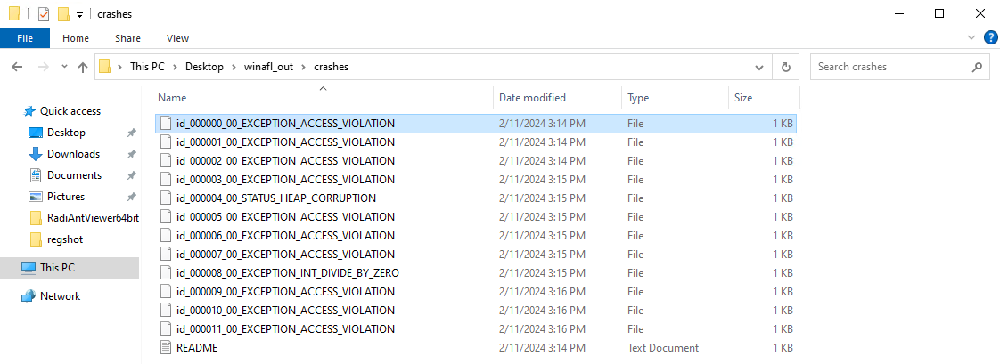 crashes
File Home Share View
This PC Desktop winafl_out crashes Search crashes
Quick access
Desktop
Downloads
Documents
Pictures
RadiAntViewer64bit
regshot
This PC
Network
Name Date modified Type Size
id_000000_00_EXCEPTION_ACCESS_VIOLATION 2/11/2024 3:14 PM File 1 KB
id_000001_00_EXCEPTION_ACCESS_VIOLATION 2/11/2024 3:14 PM File 1 KB
id_000002_00_EXCEPTION_ACCESS_VIOLATION 2/11/2024 3:14 PM File 1 KB
id_000003_00_EXCEPTION_ACCESS_VIOLATION 2/11/2024 3:15 PM File 1 KB
id_000004_00_STATUS_HEAP_CORRUPTION 2/11/2024 3:15 PM File 1 KB
id_000005_00_EXCEPTION_ACCESS_VIOLATION 2/11/2024 3:15 PM File 1 KB
id_000006_00_EXCEPTION_ACCESS_VIOLATION 2/11/2024 3:15 PM File 1 KB
id_000007_00_EXCEPTION_ACCESS_VIOLATION 2/11/2024 3:15 PM File 1 KB
id_000008_00_EXCEPTION_INT_DIVIDE_BY_ZERO 2/11/2024 3:15 PM File 1 KB
id_000009_00_EXCEPTION_ACCESS_VIOLATION 2/11/2024 3:16 PM File 1 KB
id_000010_00_EXCEPTION_ACCESS_VIOLATION 2/11/2024 3:16 PM File 1 KB
id_000011_00_EXCEPTION_ACCESS_VIOLATION 2/11/2024 3:16 PM File 1 KB
README 2/11/2024 3:14 PM Text Document 1 KB